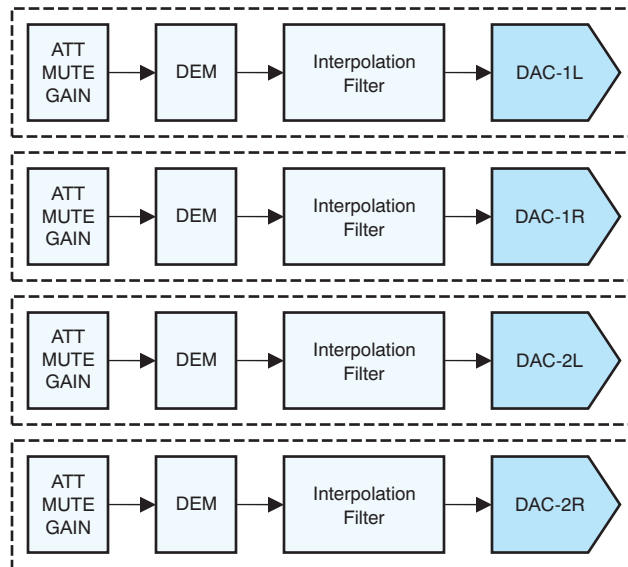 ATT
MUTE
GAIN
DEM
Interpolation
Filter
DAC-1L
ATT
MUTE
GAIN
DEM
Interpolation
Filter
DAC-1R
ATT
MUTE
GAIN
DEM
Interpolation
Filter
DAC-2L
ATT
MUTE
GAIN
DEM
Interpolation
Filter
DAC-2R